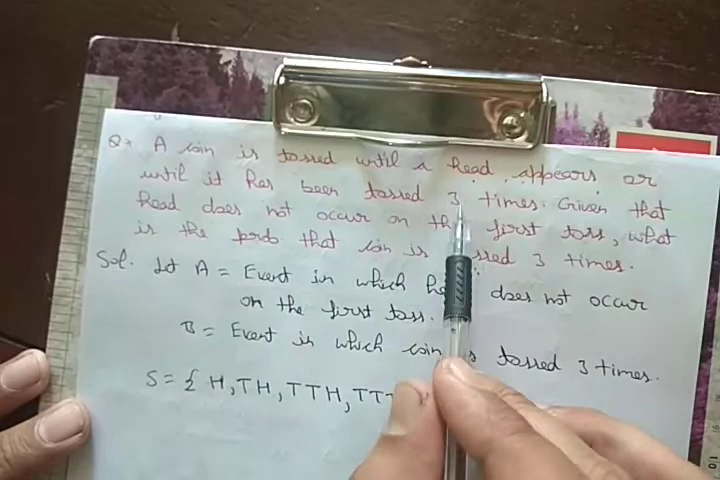 Q. A coin is tossed until a head appears or
until it has been tossed 3 times. Given that
head does not occur on the first toss, what
is the prob that coin is tossed 3 times.
Sol. Let A = Event in which he does not occur
on the first toss.
B = Event in which coin is tossed 3 times.
S = { H, TH, TTH, TTT